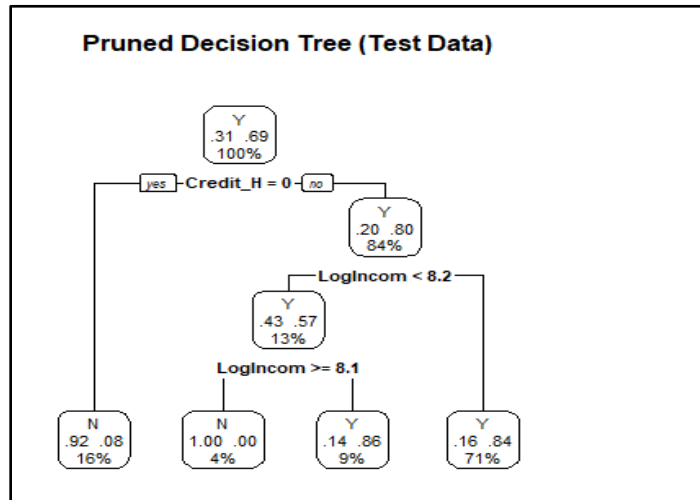 Pruned Decision Tree (Test Data)
Y
.31 .69
100%
yes Credit_H = 0 no
Y
.20 .80
84%
LogIncom < 8.2
Y
.43 .57
13%
LogIncom >= 8.1
N
.92 .08
16%
N
1.00 .00
4%
Y
.14 .86
9%
Y
.16 .84
71%